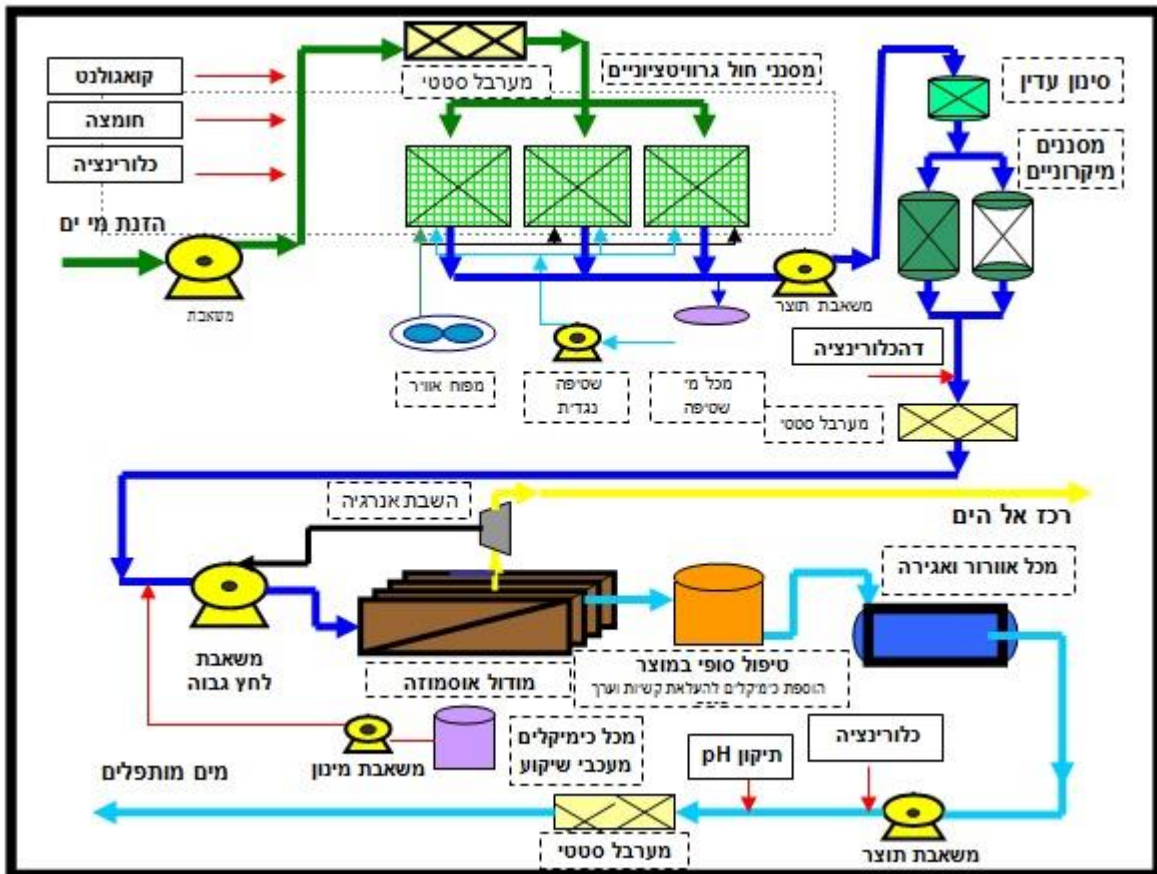 קואגולנט
חומצה
כלורינציה
הזנת מי ים
משאבת
מערבל סטטי
מסנני חול גרוויטציוניים
סינון עדין
מסננים
מיקרוניים
משאבת תוצר
מפוח אוויר
שטיפה
נגדית
מכל מי
שטיפה
דהכלורינציה
מערבל סטטי
השבת אנרגיה
רכז אל הים
משאבת
לחץ גבוה
מודול אוסמוזה
טיפול סופי במוצר
הוספת כימיקלים להעלאת קשיות וערך
מכל אוורור ואגירה
משאבת מינון
מכל כימיקלים
מעכבי שיקוע
תיקון pH
כלורינציה
מים מותפלים
מערבל סטטי
משאבת תוצר